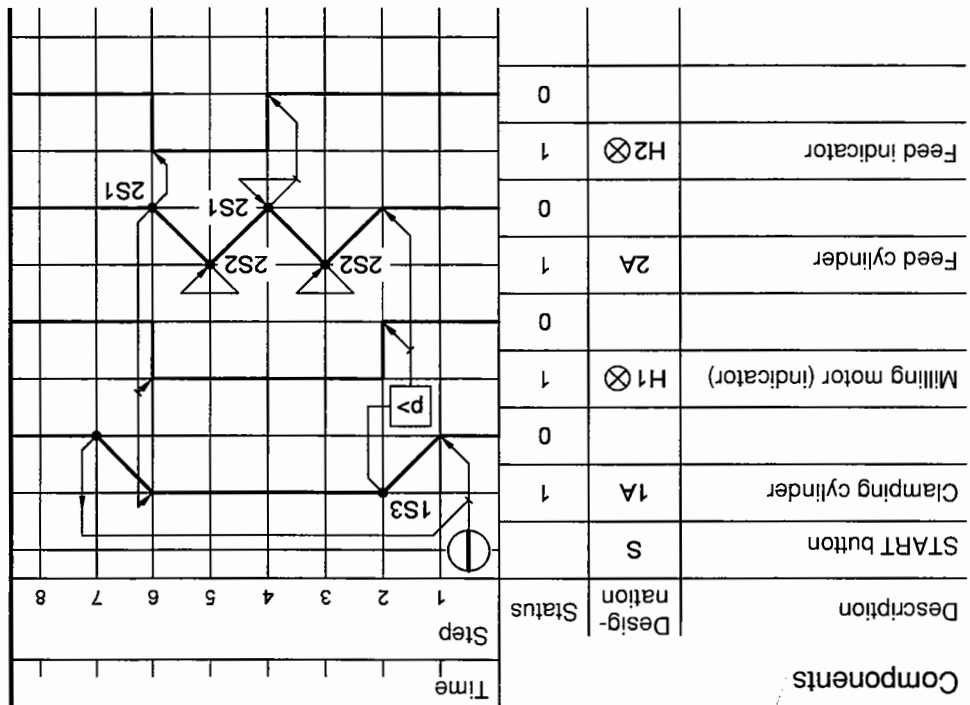 Components Time
Step
Description Desig-nation Status 1 2 3 4 5 6 7 8
START button S
Clamping cylinder 1A 1 1S3
0
p>
Milling motor (indicator) H1 ⊗ 1
0
Feed cylinder 2A 1 2S2 2S2
0 2S1 2S1
Feed indicator H2 ⊗ 1
0